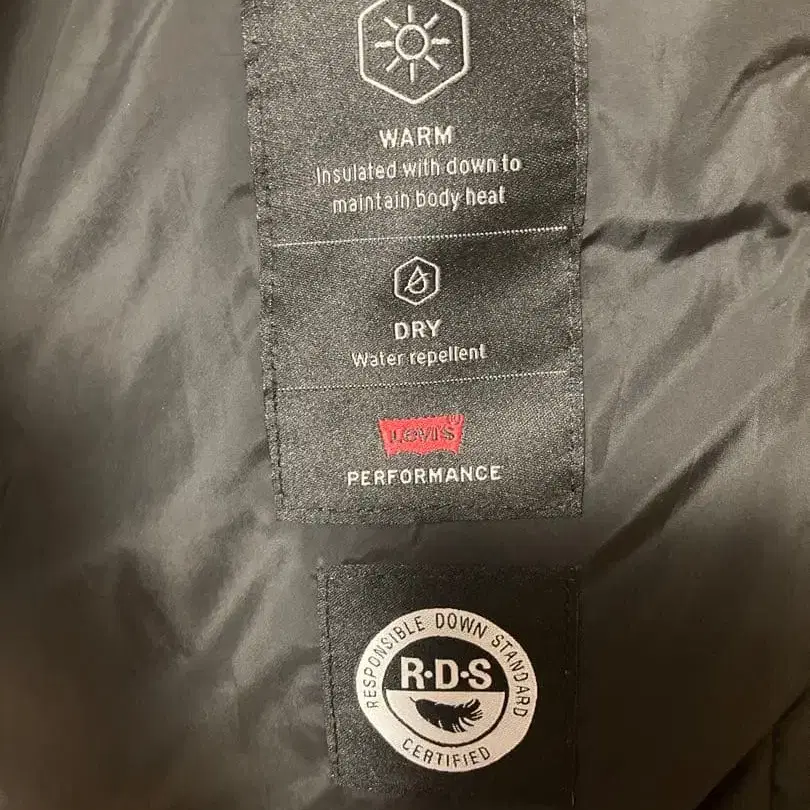 WARM
Insulated with down to
maintain body heat
DRY
Water repellent
LEVI'S
PERFORMANCE
RESPONSIBLE DOWN STANDARD
R·D·S
CERTIFIED